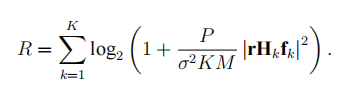 R = \sum_{k=1}^{K} \log_2 \left( 1 + \frac{P}{\sigma^2 K M} \left| \mathbf{r} \mathbf{H}_k \mathbf{f}_k \right|^2 \right).